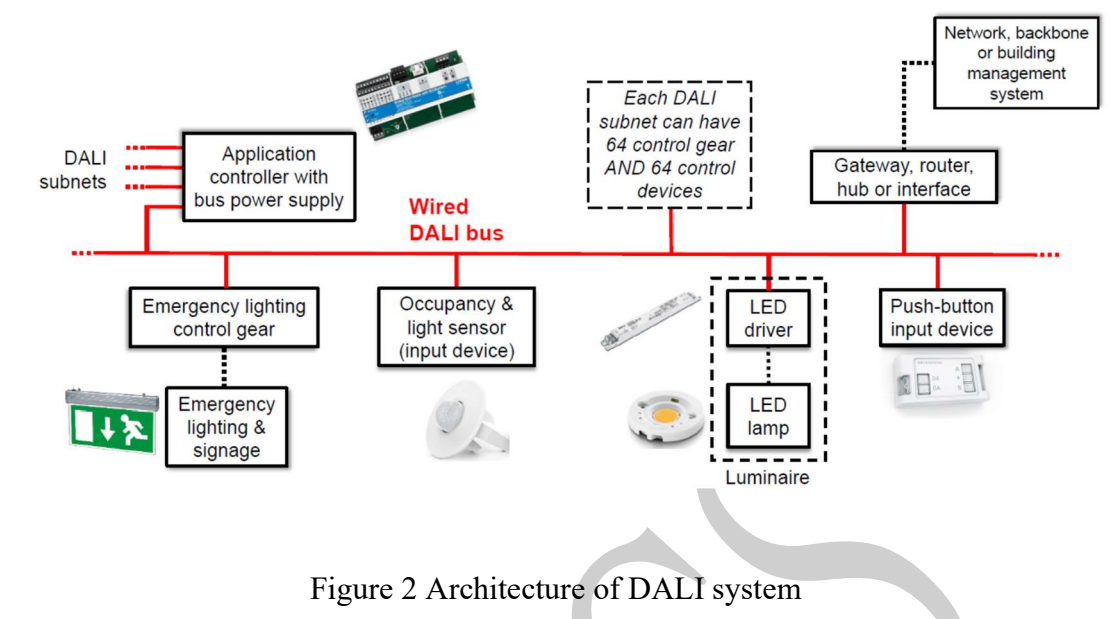 Network, backbone
or building
management
system
Each DALI
subnet can have
64 control gear
AND 64 control
devices
DALI
subnets
Application
controller with
bus power supply
Gateway, router,
hub or interface
Wired
DALI bus
Emergency lighting
control gear
Occupancy &
light sensor
(input device)
LED
driver
Push-button
input device
Emergency
lighting &
signage
LED
lamp
Luminaire
Figure 2 Architecture of DALI system